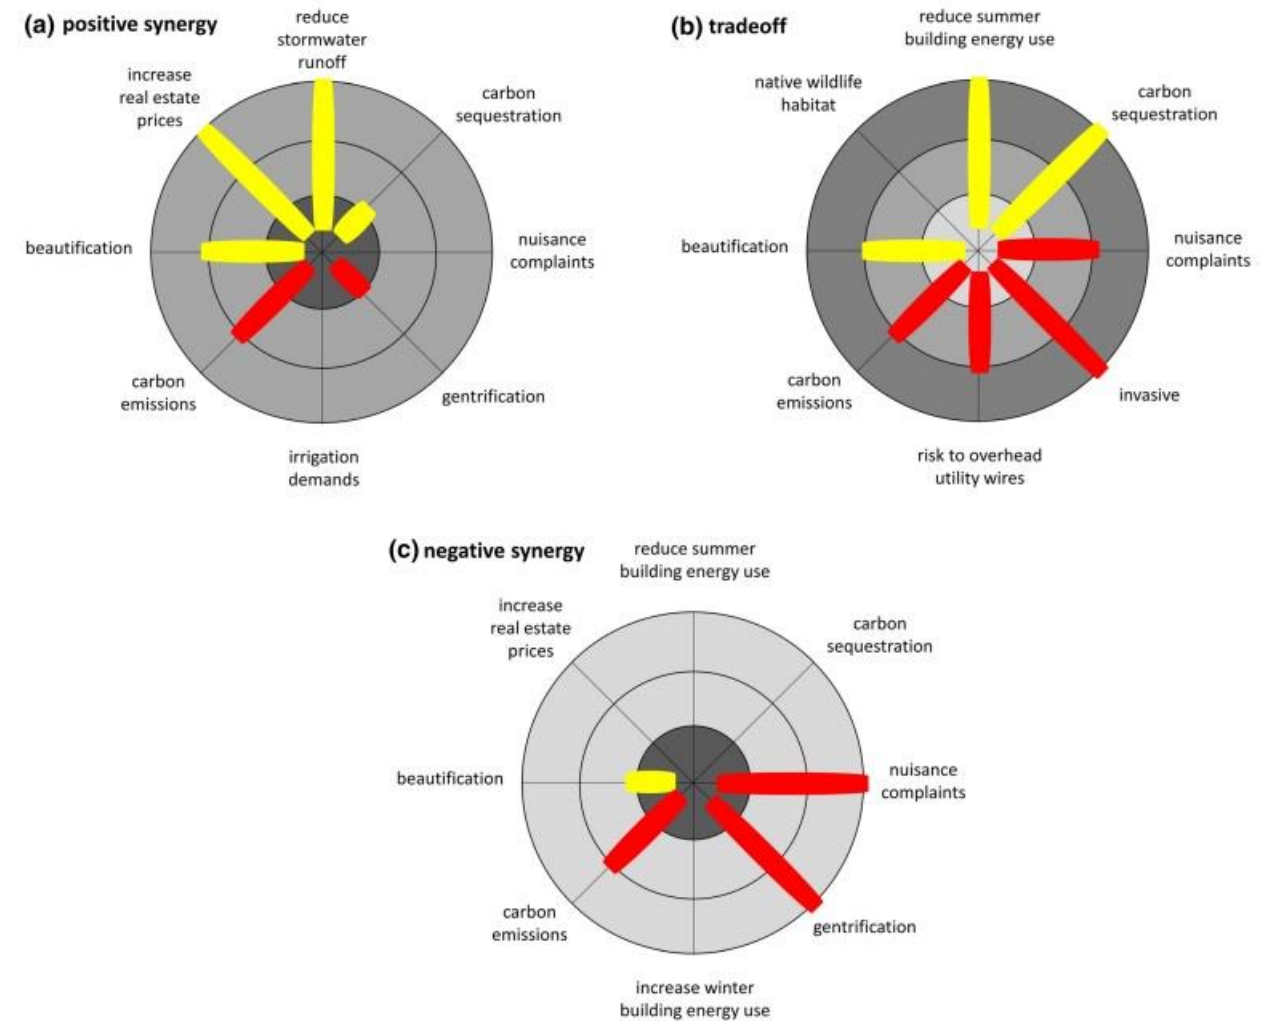 (a) positive synergy
reduce
stormwater
runoff
increase
real estate
prices
carbon
sequestration
beautification
nuisance
complaints
carbon
emissions
gentrification
irrigation
demands
(b) tradeoff
reduce summer
building energy use
native wildlife
habitat
carbon
sequestration
beautification
nuisance
complaints
carbon
emissions
invasive
risk to overhead
utility wires
(c) negative synergy
reduce summer
building energy use
increase
real estate
prices
carbon
sequestration
beautification
nuisance
complaints
carbon
emissions
gentrification
increase winter
building energy use